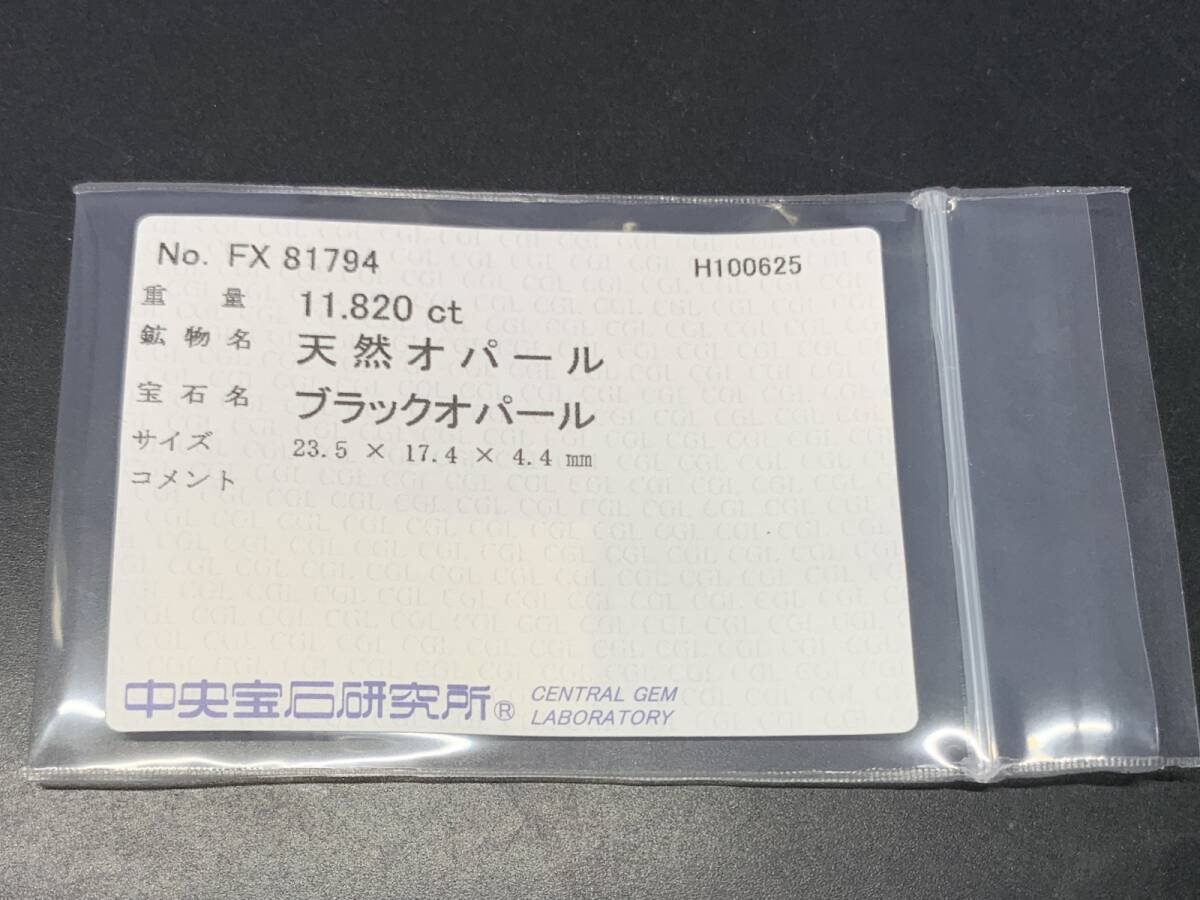 No. FX 81794 H100625
重量 11.820 ct
鉱物名 天然オパール
宝石名 ブラックオパール
サイズ 23.5 × 17.4 × 4.4 ㎜
コメント
中央宝石研究所® CENTRAL GEM
LABORATORY